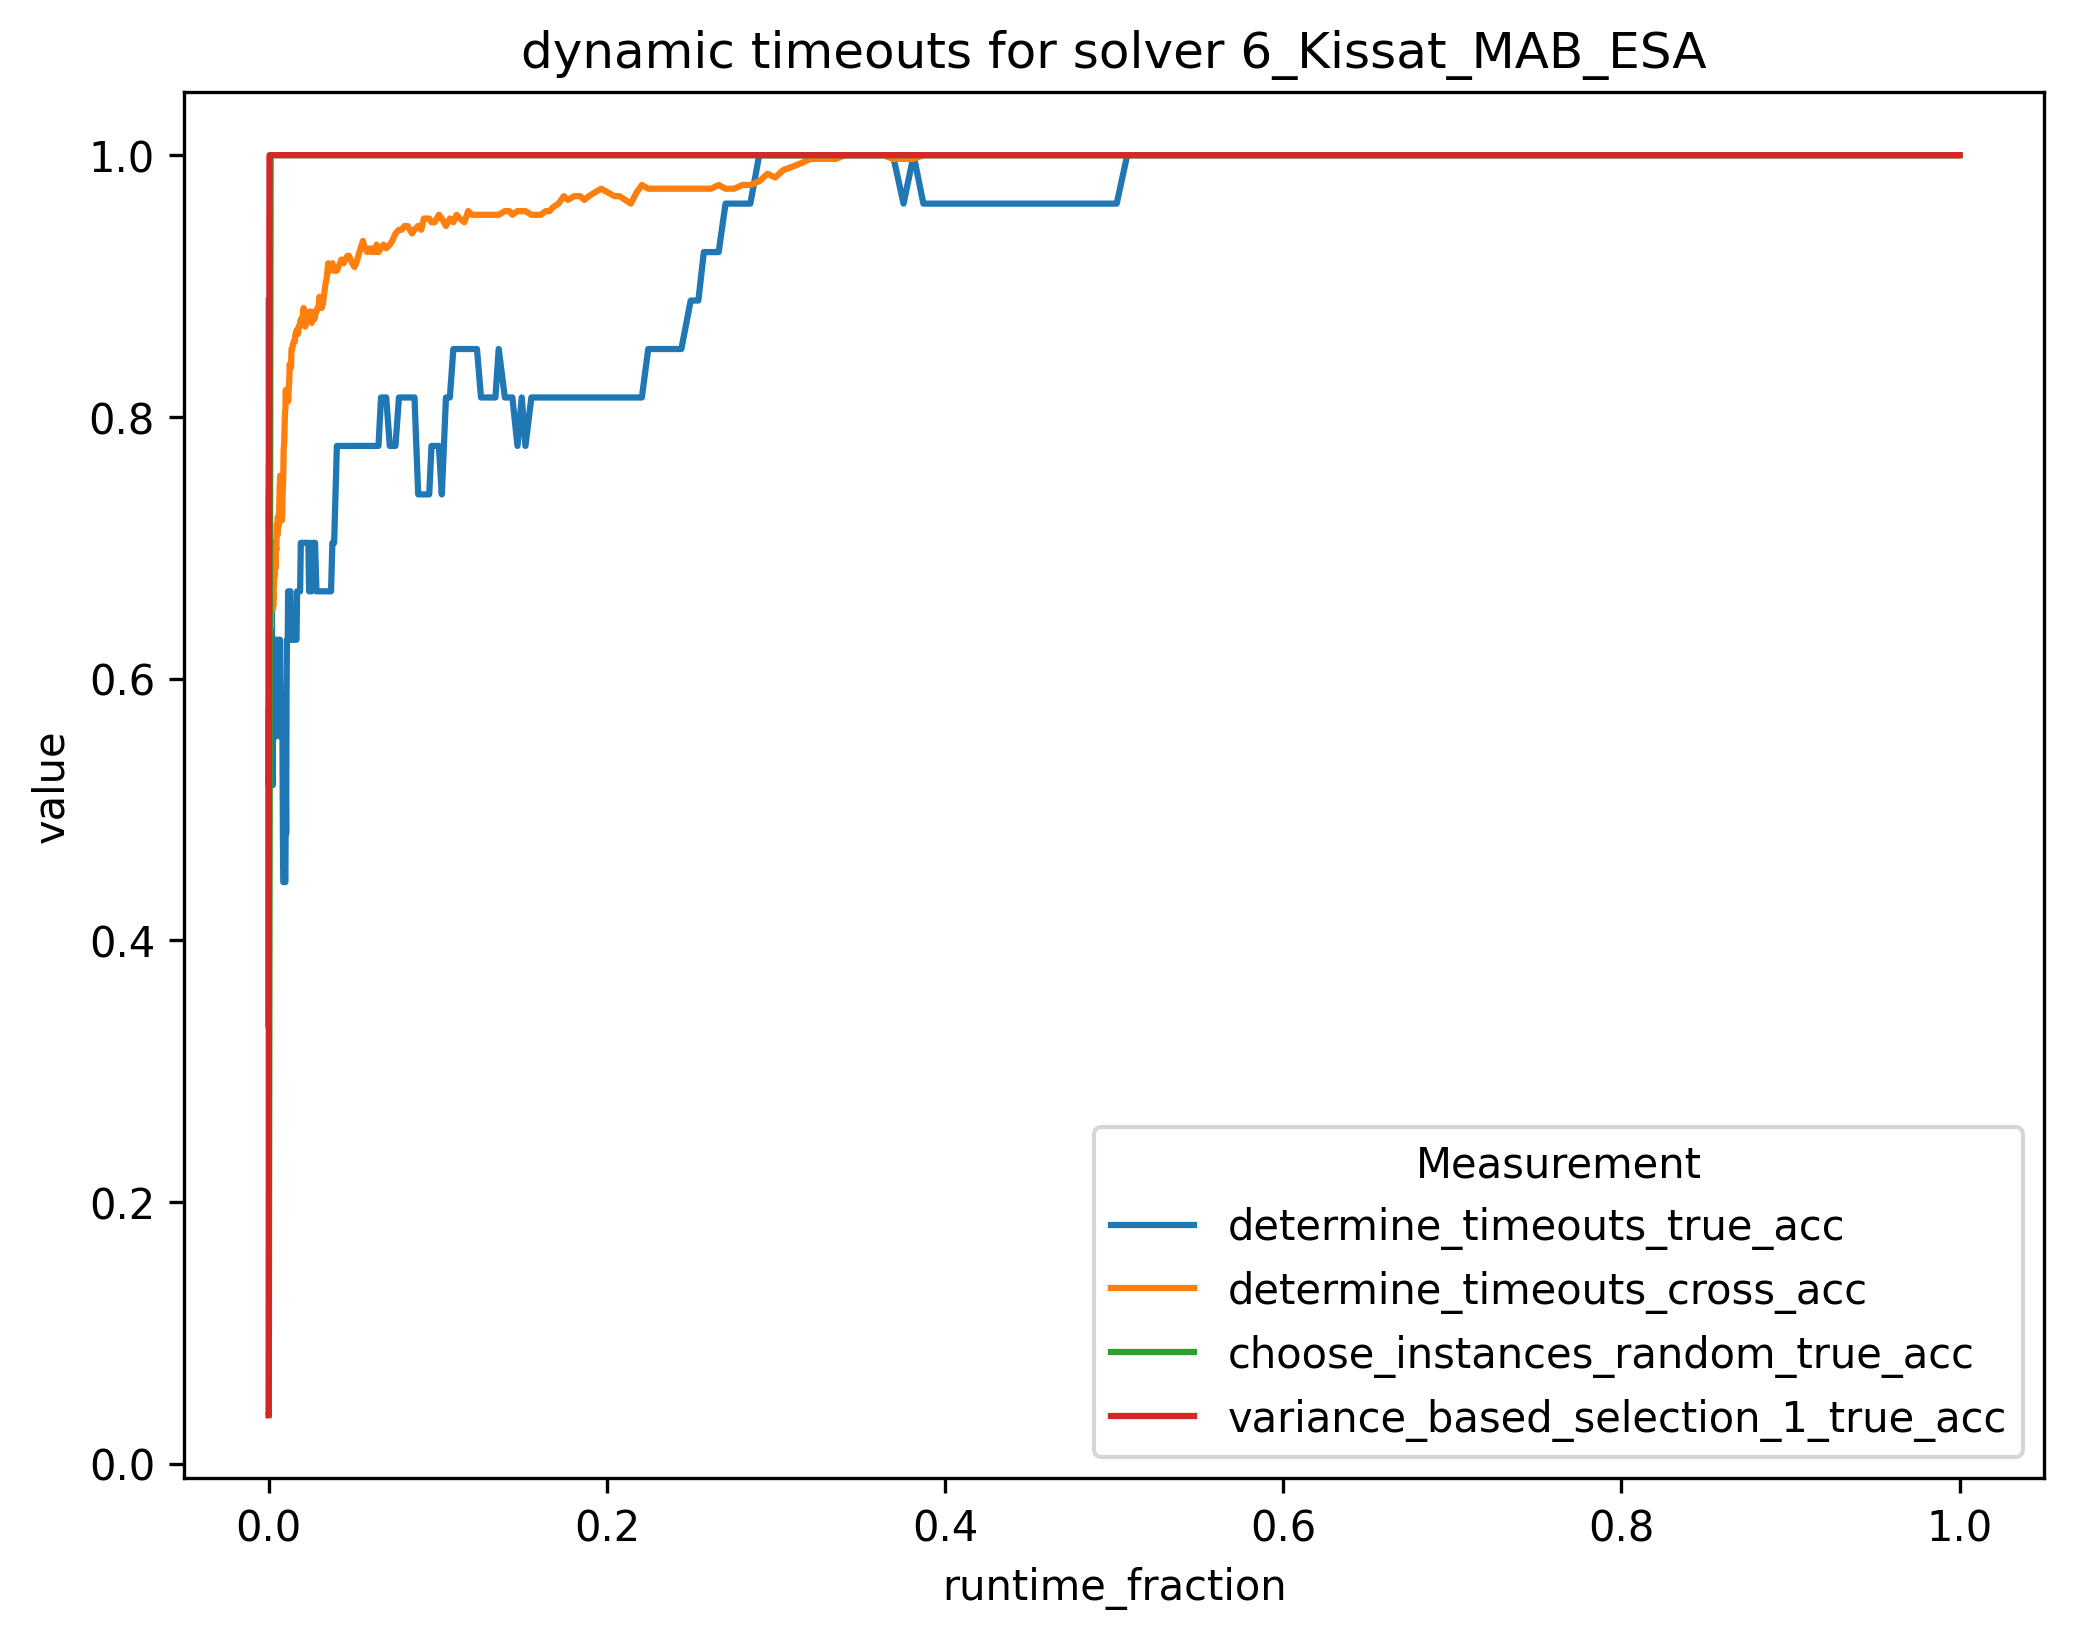 dynamic timeouts for solver 6_Kissat_MAB_ESA
1.0
0.8
0.6
0.4
0.2
0.0
value
0.0 0.2 0.4 0.6 0.8 1.0
runtime_fraction
Measurement
determine_timeouts_true_acc
determine_timeouts_cross_acc
choose_instances_random_true_acc
variance_based_selection_1_true_acc